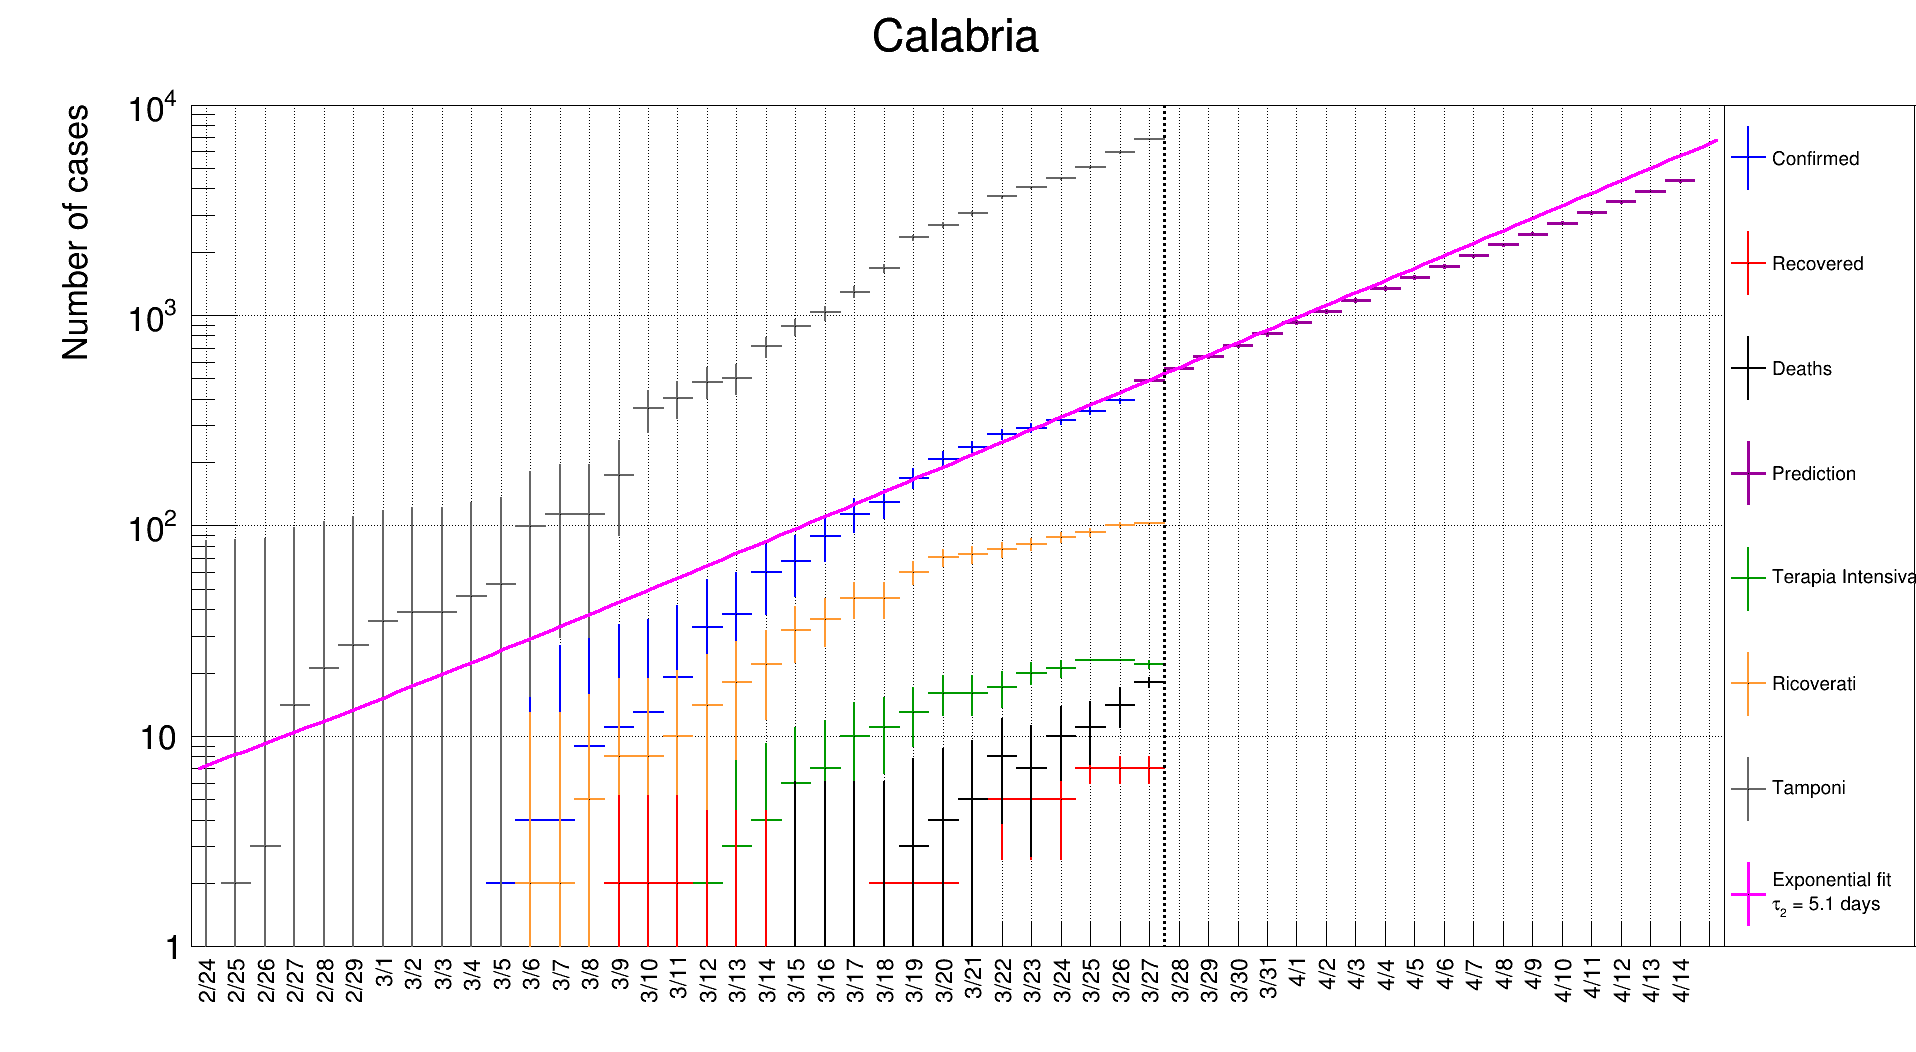 Calabria
Number of cases
10^4
10^3
10^2
10
1
2/24 2/25 2/26 2/27 2/28 2/29 3/1 3/2 3/3 3/4 3/5 3/6 3/7 3/8 3/9 3/10 3/11 3/12 3/13 3/14 3/15 3/16 3/17 3/18 3/19 3/20 3/21 3/22 3/23 3/24 3/25 3/26 3/27 3/28 3/29 3/30 3/31 4/1 4/2 4/3 4/4 4/5 4/6 4/7 4/8 4/9 4/10 4/11 4/12 4/13 4/14
Confirmed
Recovered
Deaths
Prediction
Terapia Intensiva
Ricoverati
Tamponi
Exponential fit
τ_2 = 5.1 days